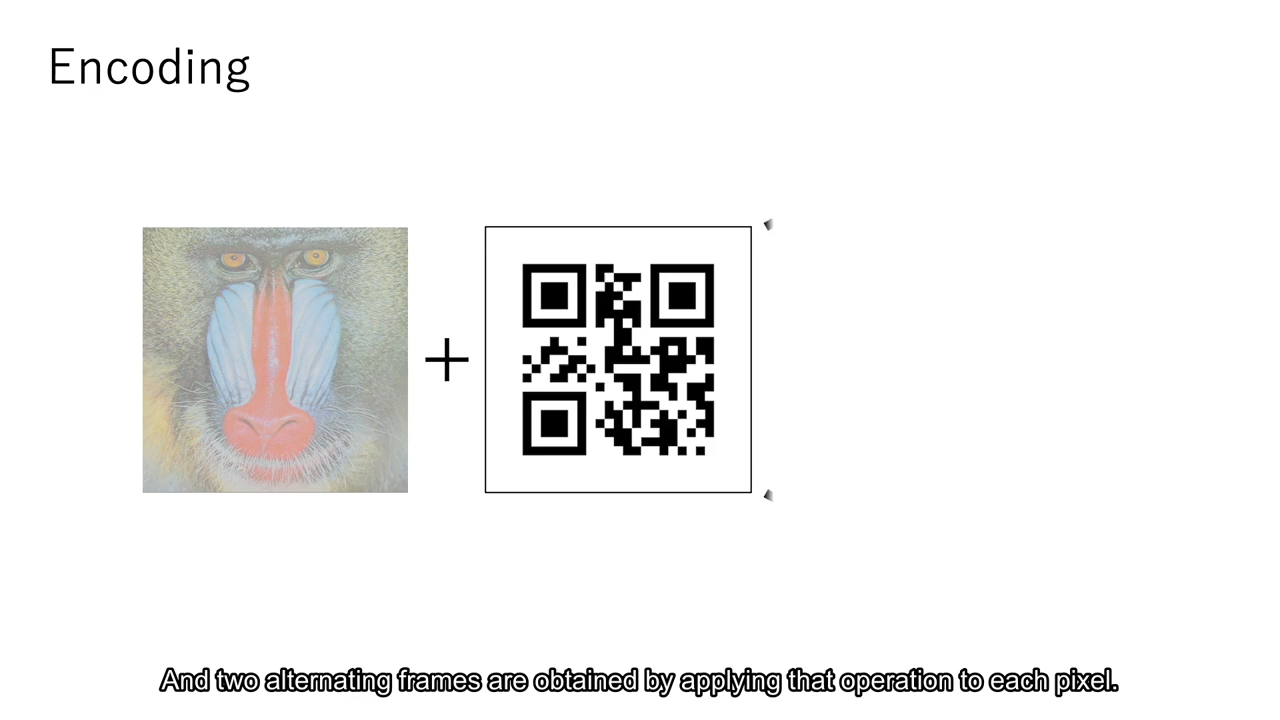 Encoding
+
And two alternating frames are obtained by applying that operation to each pixel.